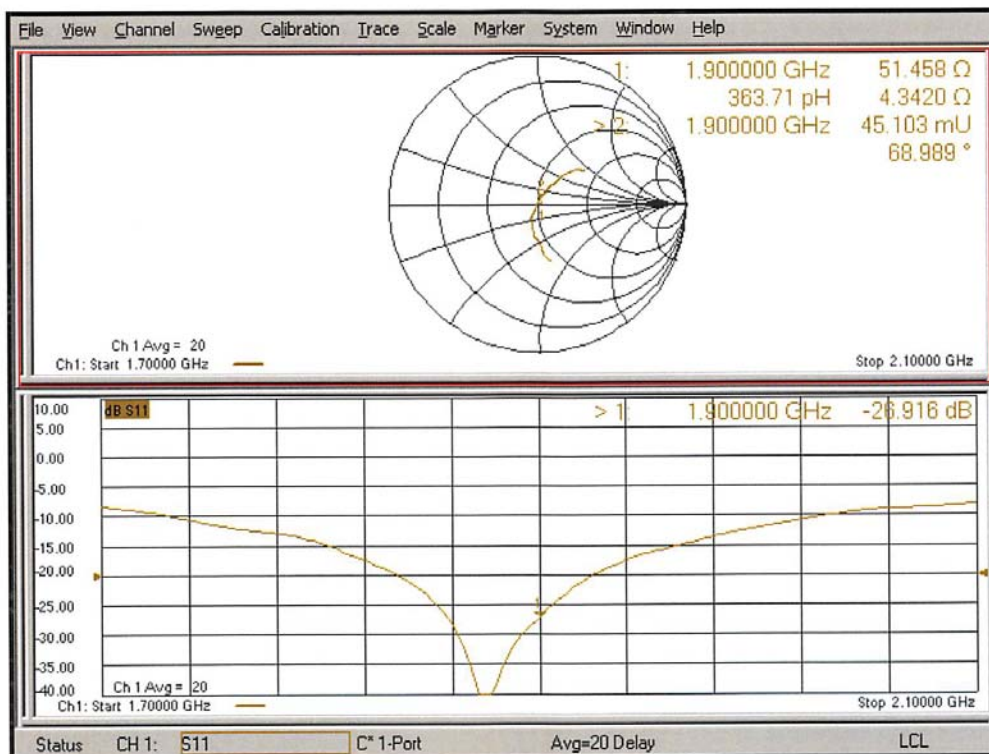 File View Channel Sweep Calibration Trace Scale Marker System Window Help
1: 1.900000 GHz 51.458 Ω
363.71 pH 4.3420 Ω
> 2: 1.900000 GHz 45.103 mU
68.989 °
Ch 1 Avg = 20
Ch1: Start 1.70000 GHz Stop 2.10000 GHz
10.00 dB S11 > 1: 1.900000 GHz -26.916 dB
5.00
0.00
-5.00
-10.00
-15.00
-20.00
-25.00
-30.00
-35.00
-40.00
1
Ch 1 Avg = 20
Ch1: Start 1.70000 GHz Stop 2.10000 GHz
Status CH 1: S11 C* 1-Port Avg=20 Delay LCL